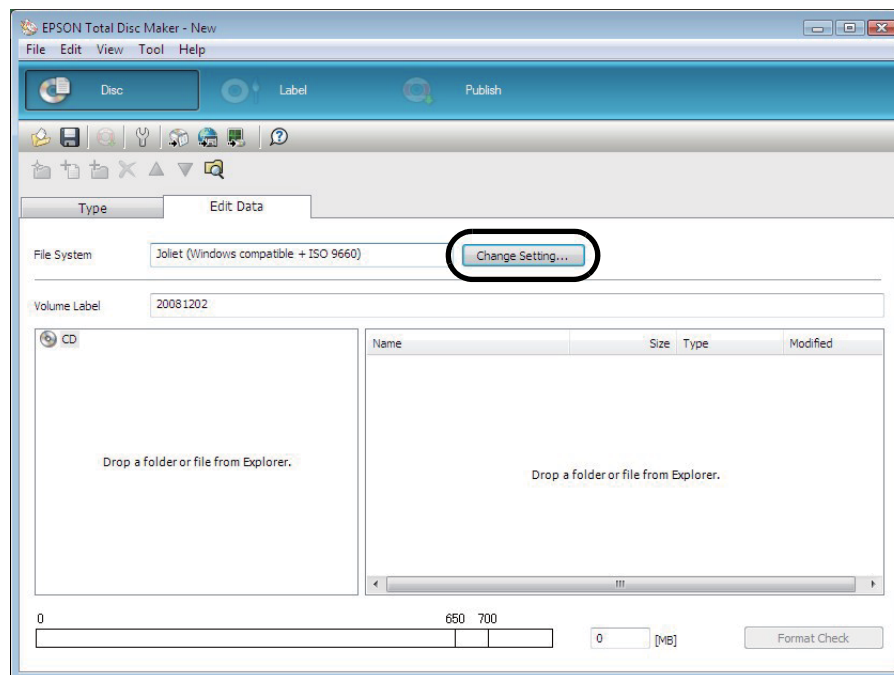 EPSON Total Disc Maker - New
File Edit View Tool Help
Disc Label Publish
Type Edit Data
File System Joliet (Windows compatible + ISO 9660) Change Setting...
Volume Label 20081202
CD
Name Size Type Modified
Drop a folder or file from Explorer.
Drop a folder or file from Explorer.
0 650 700
0 [MB] Format Check